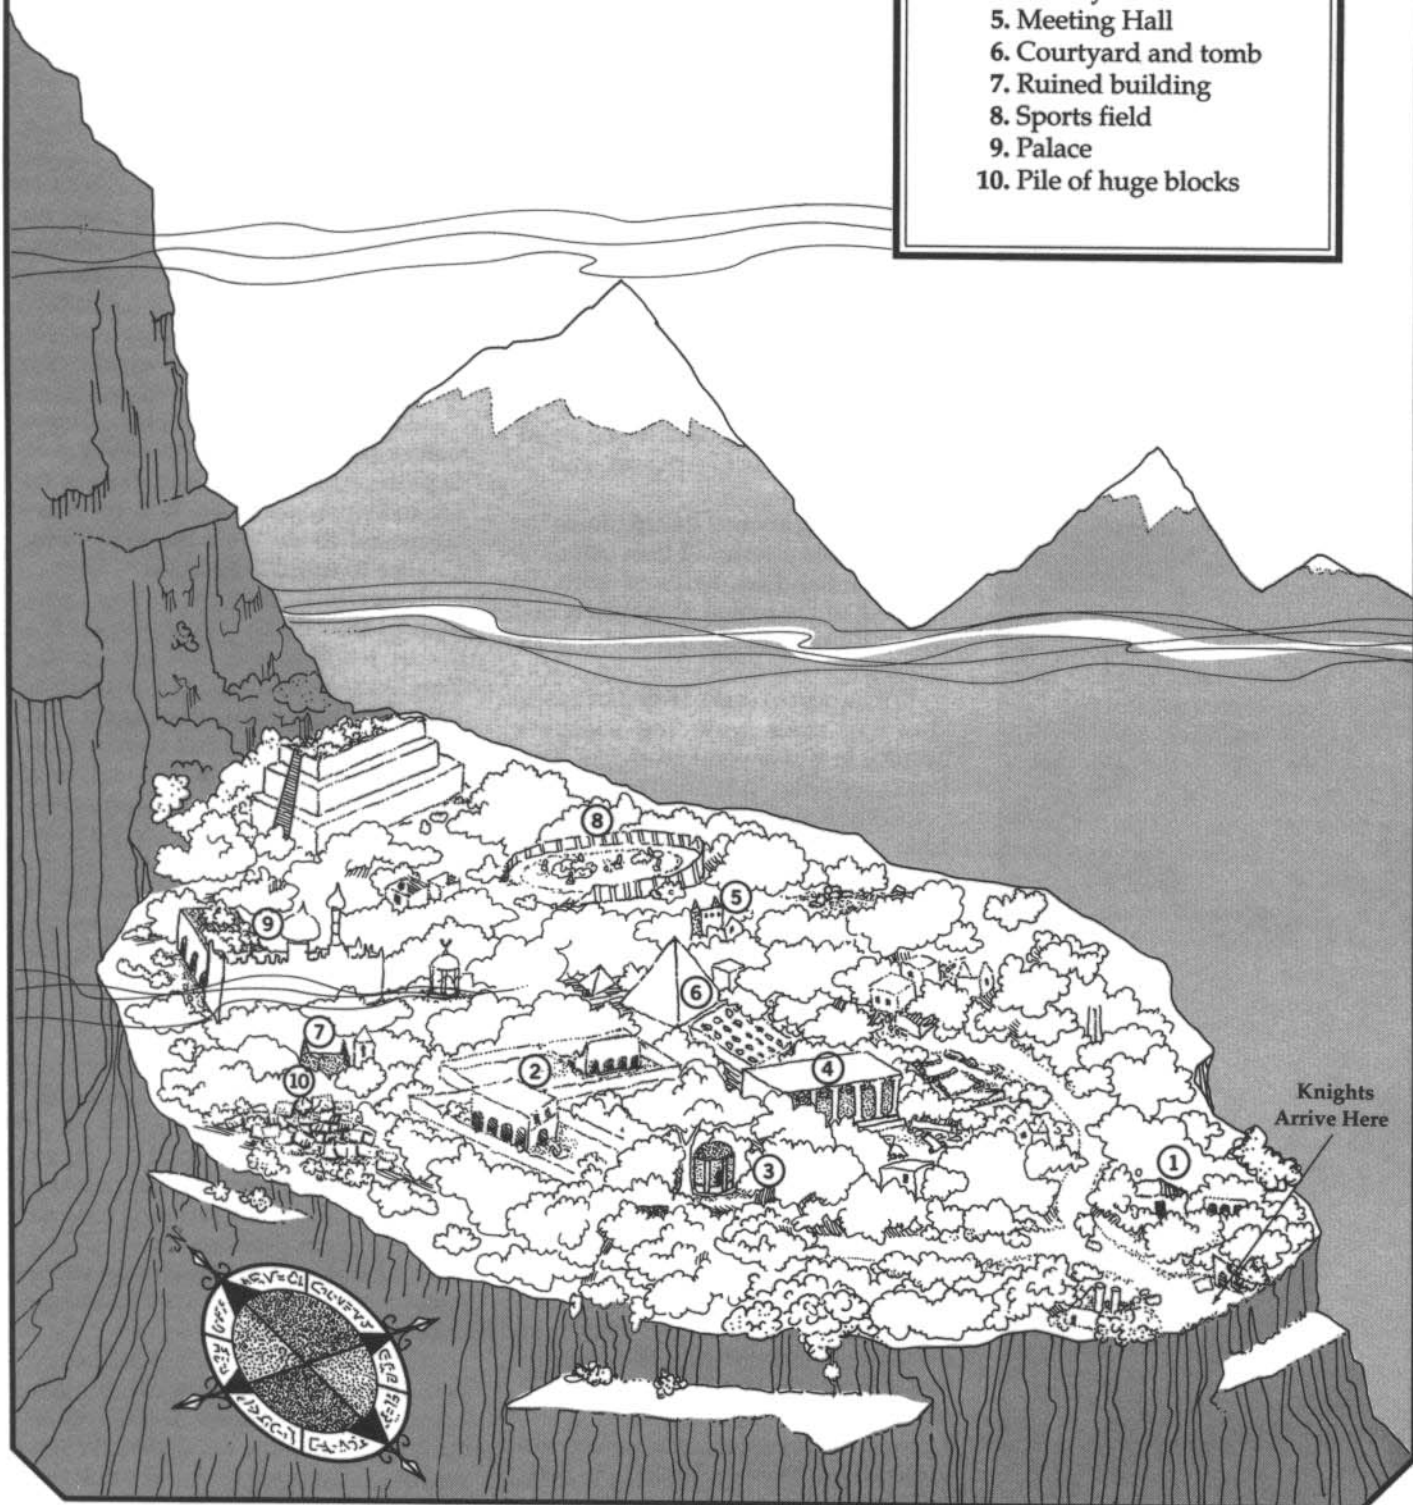 5. Meeting Hall
6. Courtyard and tomb
7. Ruined building
8. Sports field
9. Palace
10. Pile of huge blocks
8
5
9
6
7
2
4
10
Knights
Arrive Here
3
1